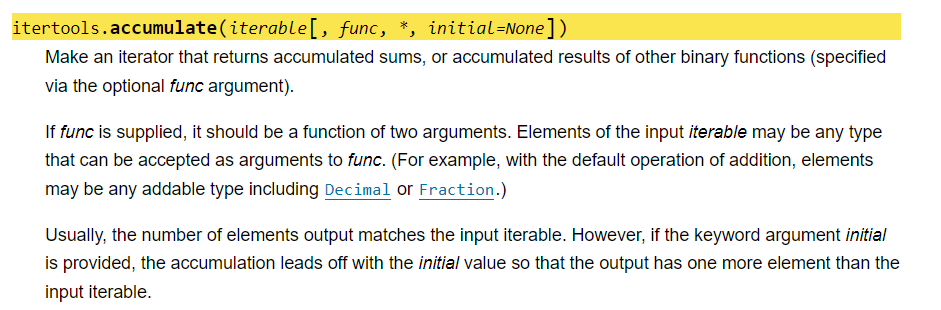 itertools.accumulate(iterable[, func, *, initial=None])
Make an iterator that returns accumulated sums, or accumulated results of other binary functions (specified
via the optional func argument).
If func is supplied, it should be a function of two arguments. Elements of the input iterable may be any type
that can be accepted as arguments to func. (For example, with the default operation of addition, elements
may be any addable type including Decimal or Fraction.)
Usually, the number of elements output matches the input iterable. However, if the keyword argument initial
is provided, the accumulation leads off with the initial value so that the output has one more element than the
input iterable.